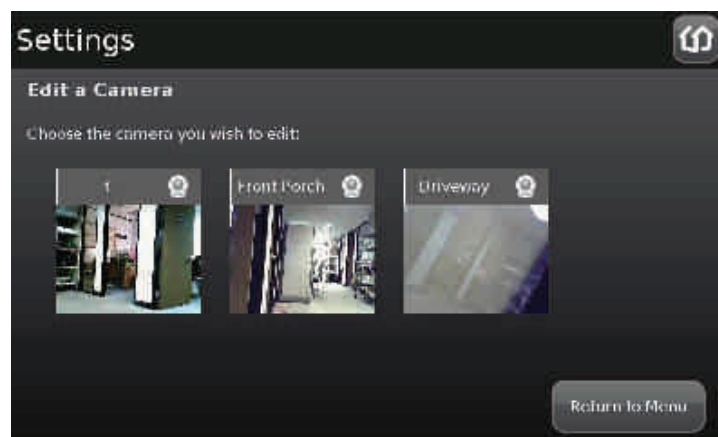 Settings
Edit a Camera
Choose the camera you wish to edit:
1
Front Porch
Driveway
Return to Menu